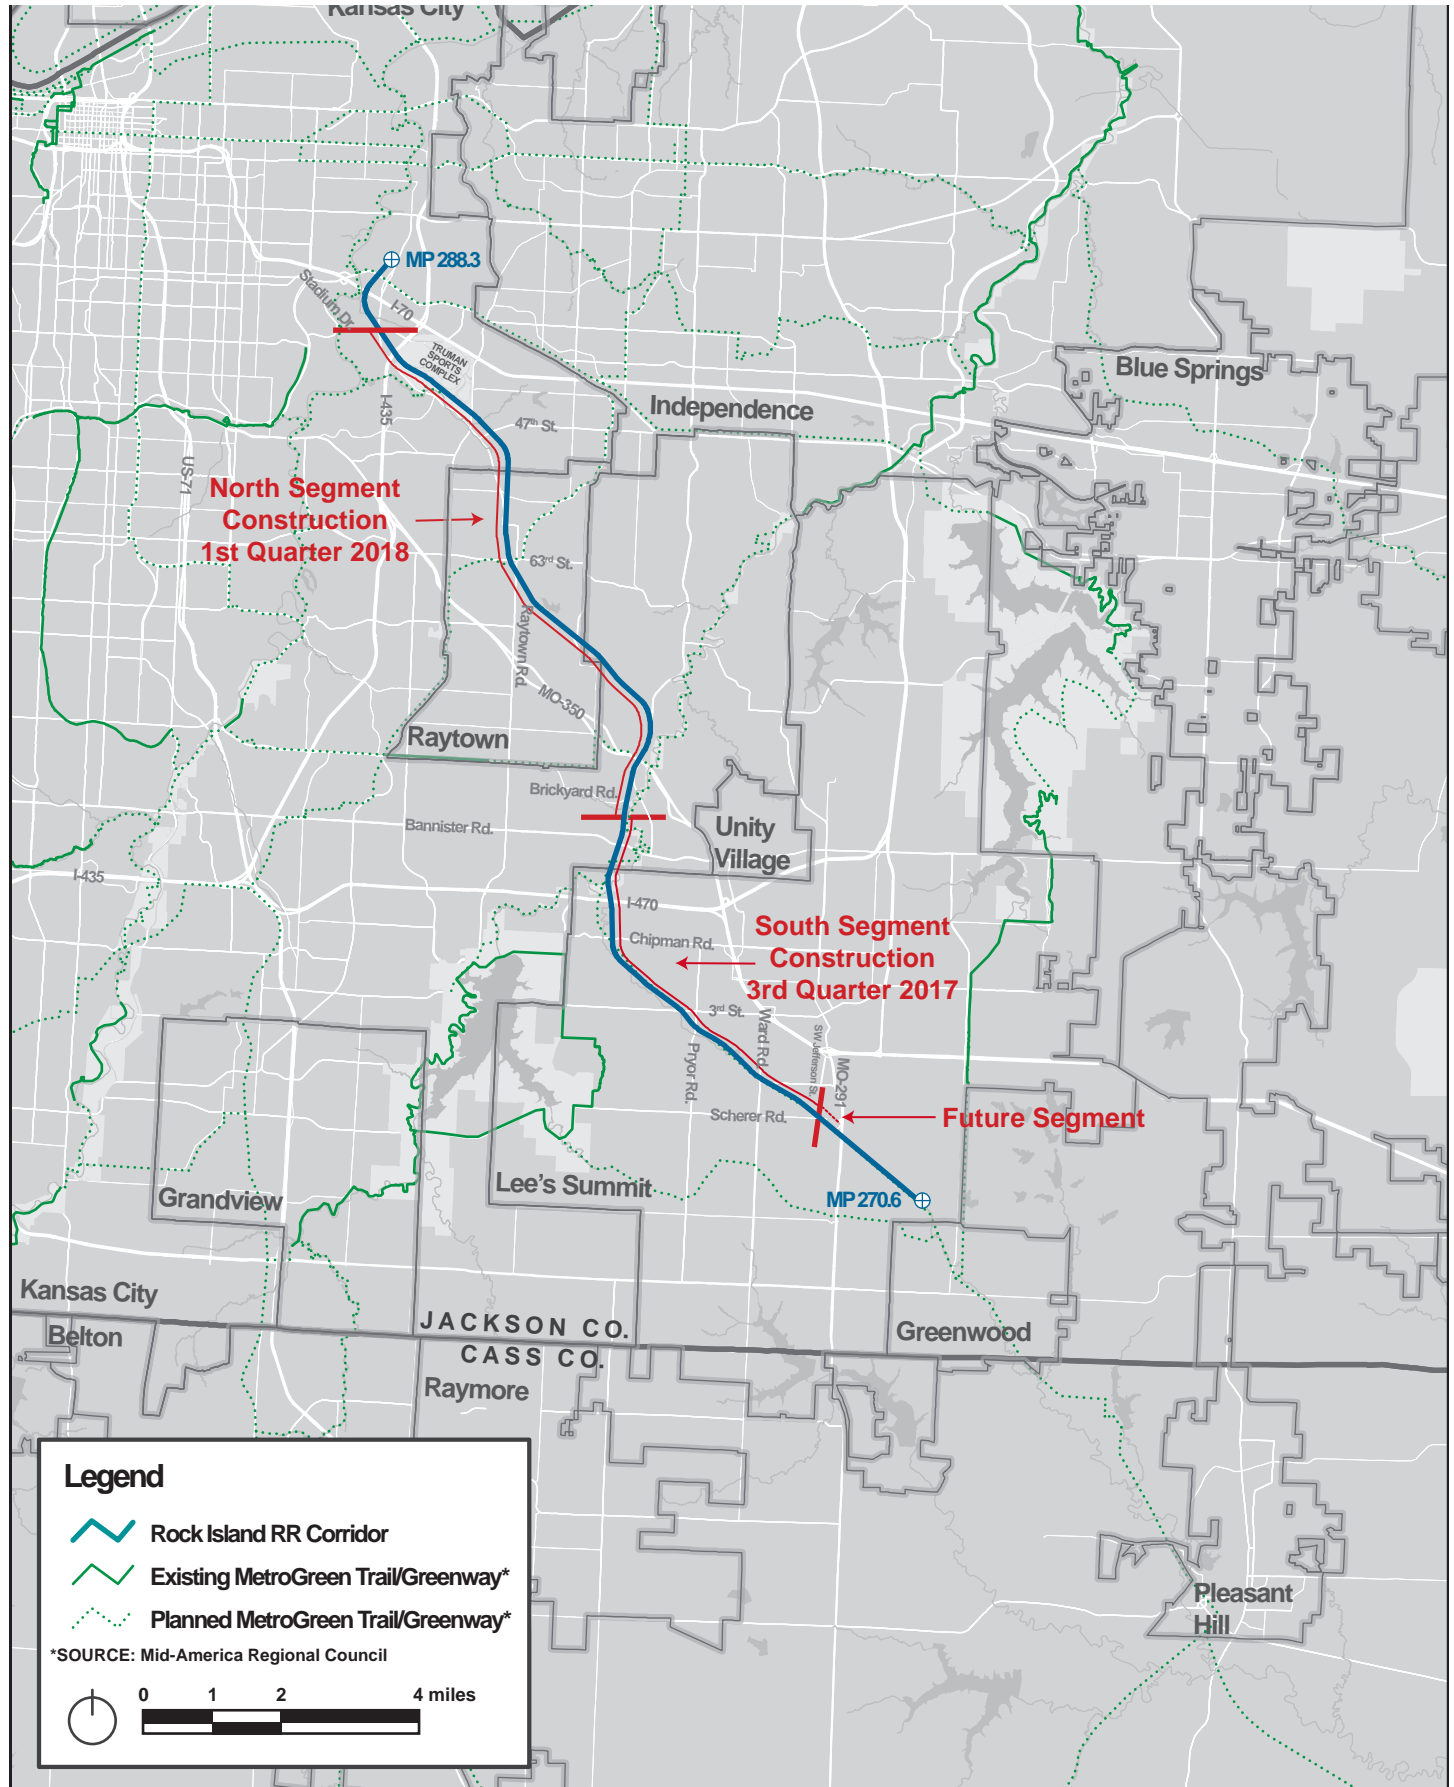 Kansas City
MP 288.3
Stadium Dr.
I-70
TRUMAN
SPORTS
COMPLEX
I-435
47th St.
Independence
Blue Springs
US-71
North Segment
Construction
1st Quarter 2018
63rd St.
Raytown Rd.
MO-350
Raytown
Brickyard Rd.
Bannister Rd.
Unity
Village
I-435
I-470
Chipman Rd.
South Segment
Construction
3rd Quarter 2017
3rd St.
Ward Rd.
SW Jefferson St.
Pryor Rd.
MO-291
Scherer Rd.
Future Segment
Lee's Summit
MP 270.6
Grandview
Kansas City
Belton
JACKSON CO.
CASS CO.
Greenwood
Raymore
Pleasant
Hill
Legend
Rock Island RR Corridor
Existing MetroGreen Trail/Greenway*
Planned MetroGreen Trail/Greenway*
*SOURCE: Mid-America Regional Council
0 1 2 4 miles